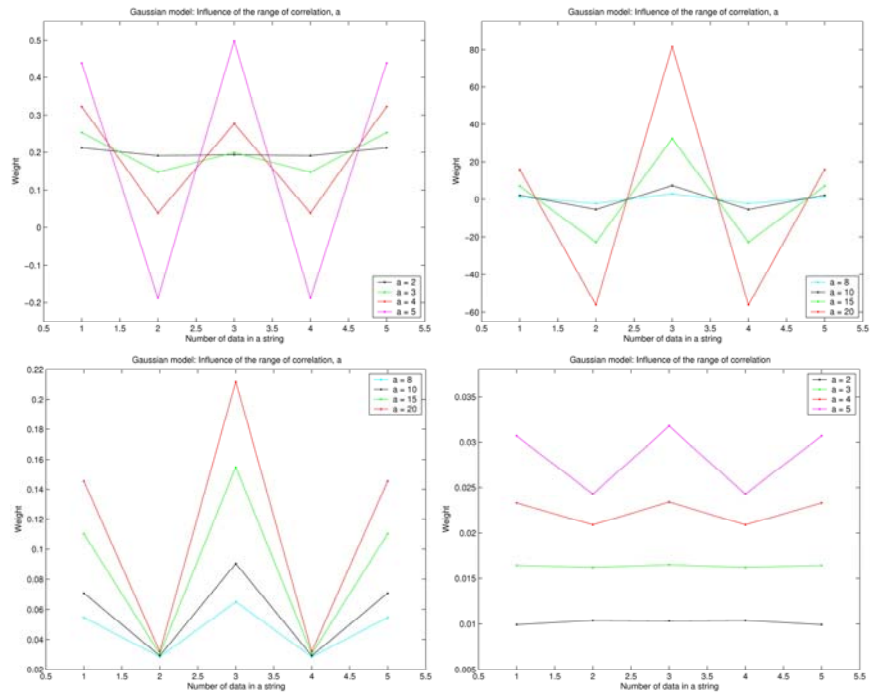 Gaussian model: Influence of the range of correlation, a
0.5
0.4
0.3
0.2
0.1
0
−0.1
−0.2
Weight
a = 2
a = 3
a = 4
a = 5
0.5 1 1.5 2 2.5 3 3.5 4 4.5 5 5.5
Number of data in a string
Gaussian model: Influence of the range of correlation, a
80
60
40
20
0
−20
−40
−60
Weight
a = 8
a = 10
a = 15
a = 20
0.5 1 1.5 2 2.5 3 3.5 4 4.5 5 5.5
Number of data in a string
Gaussian model: Influence of the range of correlation, a
0.22
0.2
0.18
0.16
0.14
0.12
0.1
0.08
0.06
0.04
0.02
Weight
a = 8
a = 10
a = 15
a = 20
0.5 1 1.5 2 2.5 3 3.5 4 4.5 5 5.5
Number of data in a string
Gaussian model: Influence of the range of correlation
0.035
0.03
0.025
0.02
0.015
0.01
0.005
Weight
a = 2
a = 3
a = 4
a = 5
0.5 1 1.5 2 2.5 3 3.5 4 4.5 5 5.5
Number of data in a string